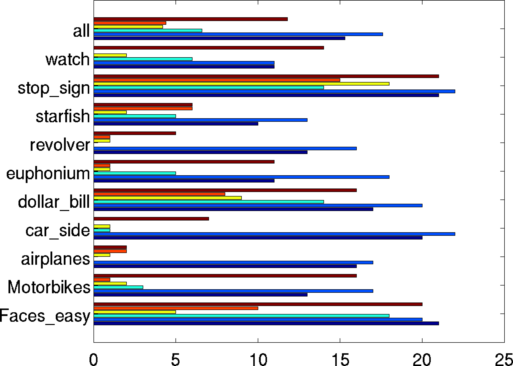 all
watch
stop_sign
starfish
revolver
euphonium
dollar_bill
car_side
airplanes
Motorbikes
Faces_easy
0 5 10 15 20 25